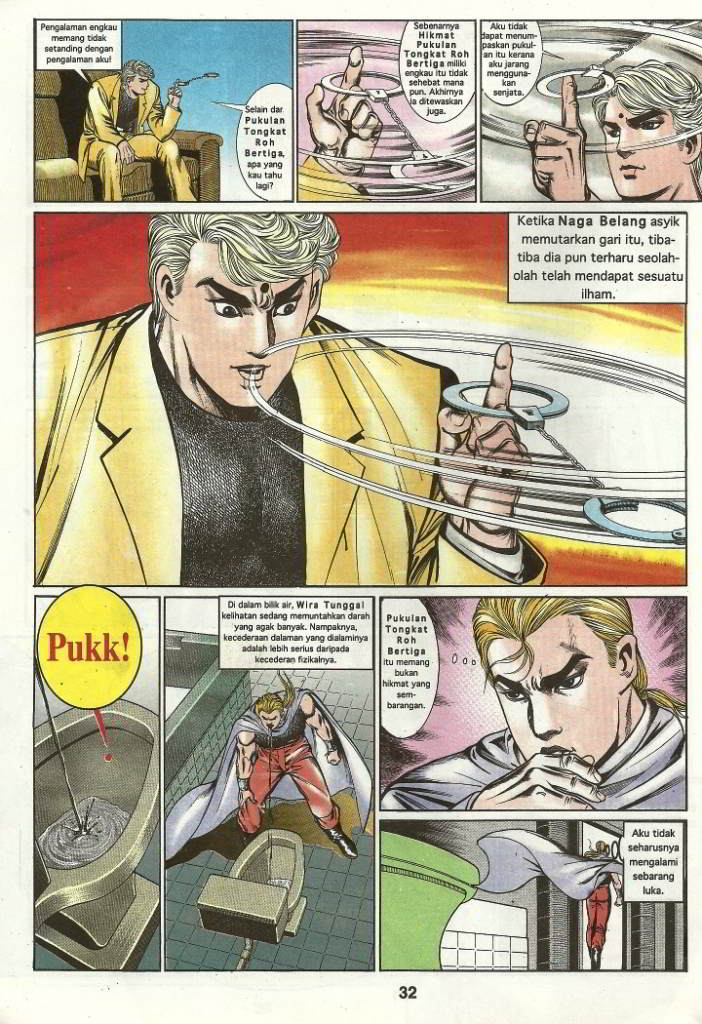 Pengalaman engkau
memang tidak
setanding dengan
pengalaman aku!
Selain dari
Pukulan
Tongkat
Roh
Bertiga,
apa yang
kau tahu
lagi?
Sebenarnya
Hikmat
Pukulan
Tongkat Roh
Bertiga miliki
engkau itu tidak
sehebat mana
pun. Akhirnya
ia ditewaskan
juga.
Aku tidak
dapat menum-
paskan pukul-
an itu kerana
aku jarang
mengguna-
kan
senjata.
Ketika Naga Belang asyik
memutarkan gari itu, tiba-
tiba dia pun terharu seolah-
olah telah mendapat sesuatu
ilham.
Pukk!
Di dalam bilik air, Wira Tunggal
kelihatan sedang memuntahkan darah
yang agak banyak. Nampaknya,
kecederaan dalaman yang dialaminya
adalah lebih serius daripada
kecederan fizikalnya.
Pukulan
Tongkat
Roh
Bertiga
itu memang
bukan
hikmat yang
sem-
barangan.
Aku tidak
seharusnya
mengalami
sebarang
luka.
32